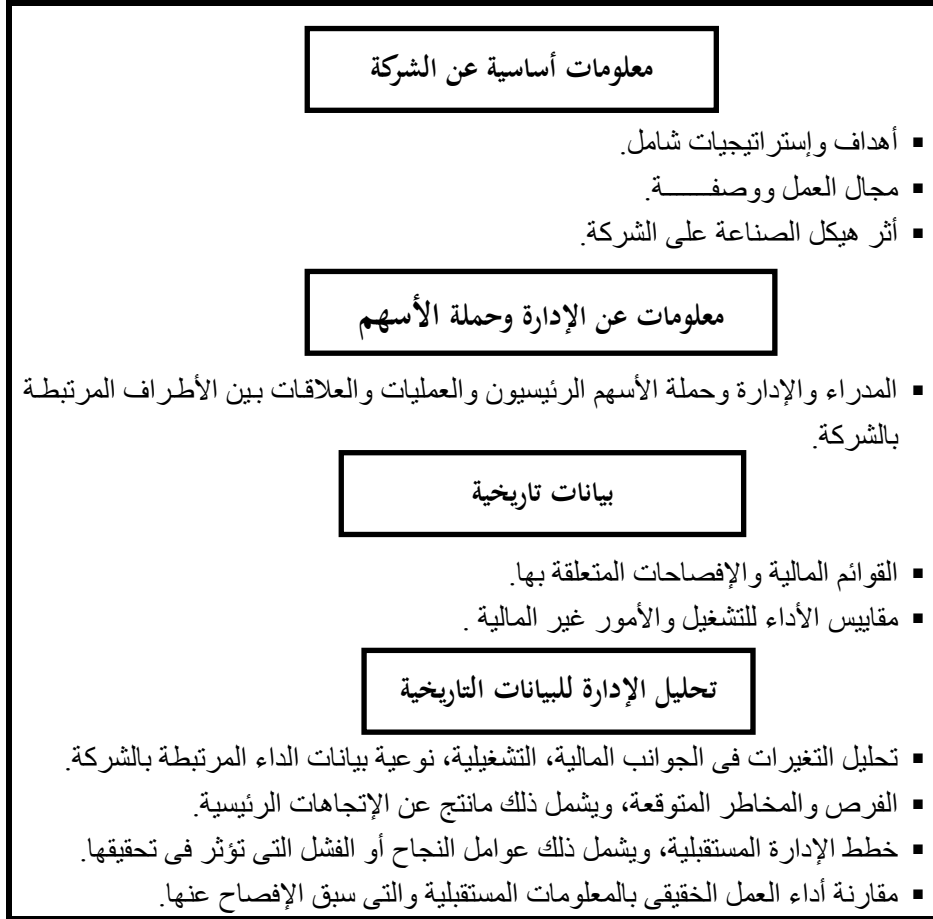 معلومات أساسية عن الشركة
▪ أهداف وإستراتيجيات شامل.
▪ مجال العمل ووصفـــــــة.
▪ أثر هيكل الصناعة على الشركة.
معلومات عن الإدارة وحملة الأسهم
▪ المدراء والإدارة وحملة الأسهم الرئيسيون والعمليات والعلاقات بين الأطراف المرتبطة
بالشركة.
بيانات تاريخية
▪ القوائم المالية والإفصاحات المتعلقة بها.
▪ مقاييس الأداء للتشغيل والأمور غير المالية .
تحليل الإدارة للبيانات التاريخية
▪ تحليل التغيرات فى الجوانب المالية، التشغيلية، نوعية بيانات الداء المرتبطة بالشركة.
▪ الفرص والمخاطر المتوقعة، ويشمل ذلك مانتج عن الإتجاهات الرئيسية.
▪ خطط الإدارة المستقبلية، ويشمل ذلك عوامل النجاح أو الفشل التى تؤثر فى تحقيقها.
▪ مقارنة أداء العمل الخقيقى بالمعلومات المستقبلية والتى سبق الإفصاح عنها.